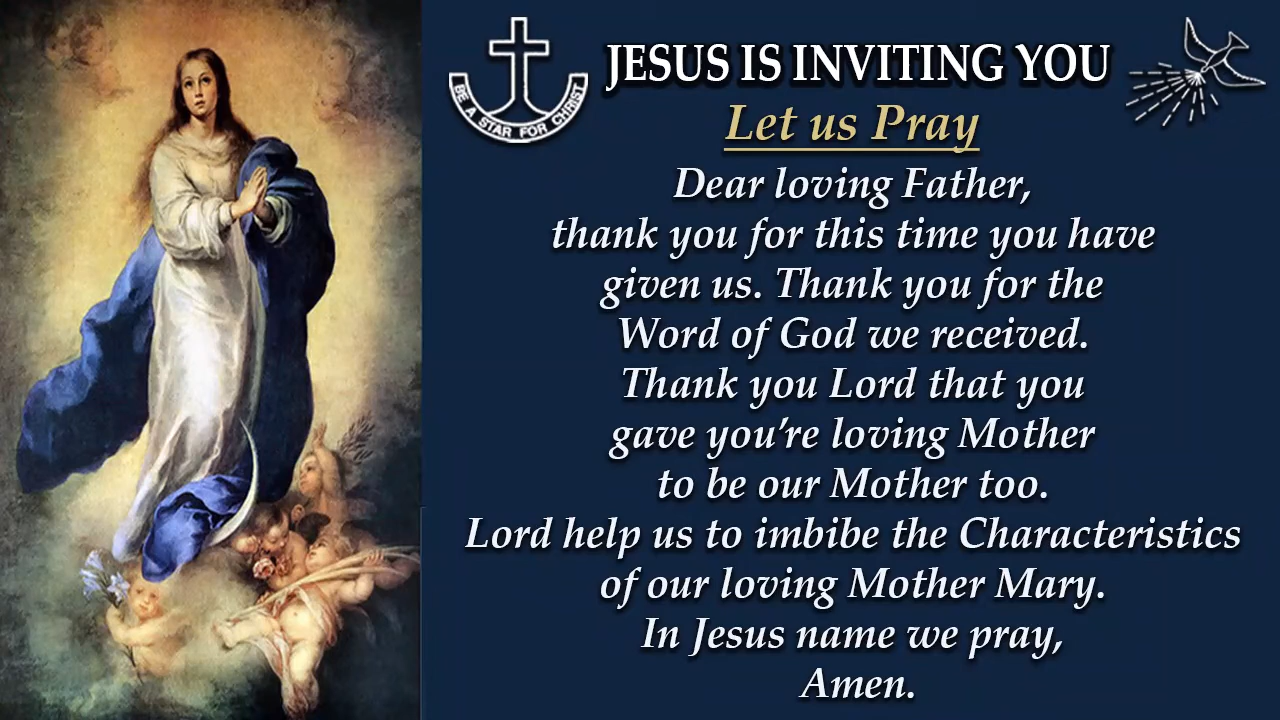 JESUS IS INVITING YOU
BE A STAR FOR CHRIST
Let us Pray
Dear loving Father,
thank you for this time you have
given us. Thank you for the
Word of God we received.
Thank you Lord that you
gave you’re loving Mother
to be our Mother too.
Lord help us to imbibe the Characteristics
of our loving Mother Mary.
In Jesus name we pray,
Amen.